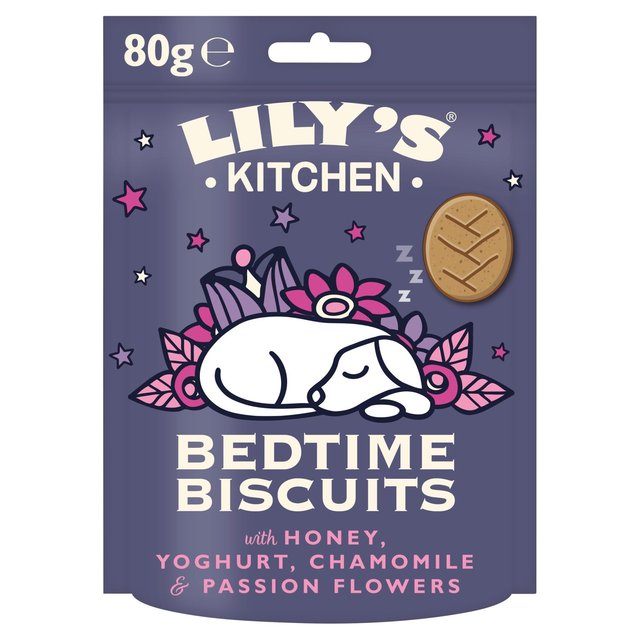 80g ℮
LILY'S®
• KITCHEN •
z
z
z
BEDTIME
BISCUITS
with HONEY,
YOGHURT, CHAMOMILE
& PASSION FLOWERS